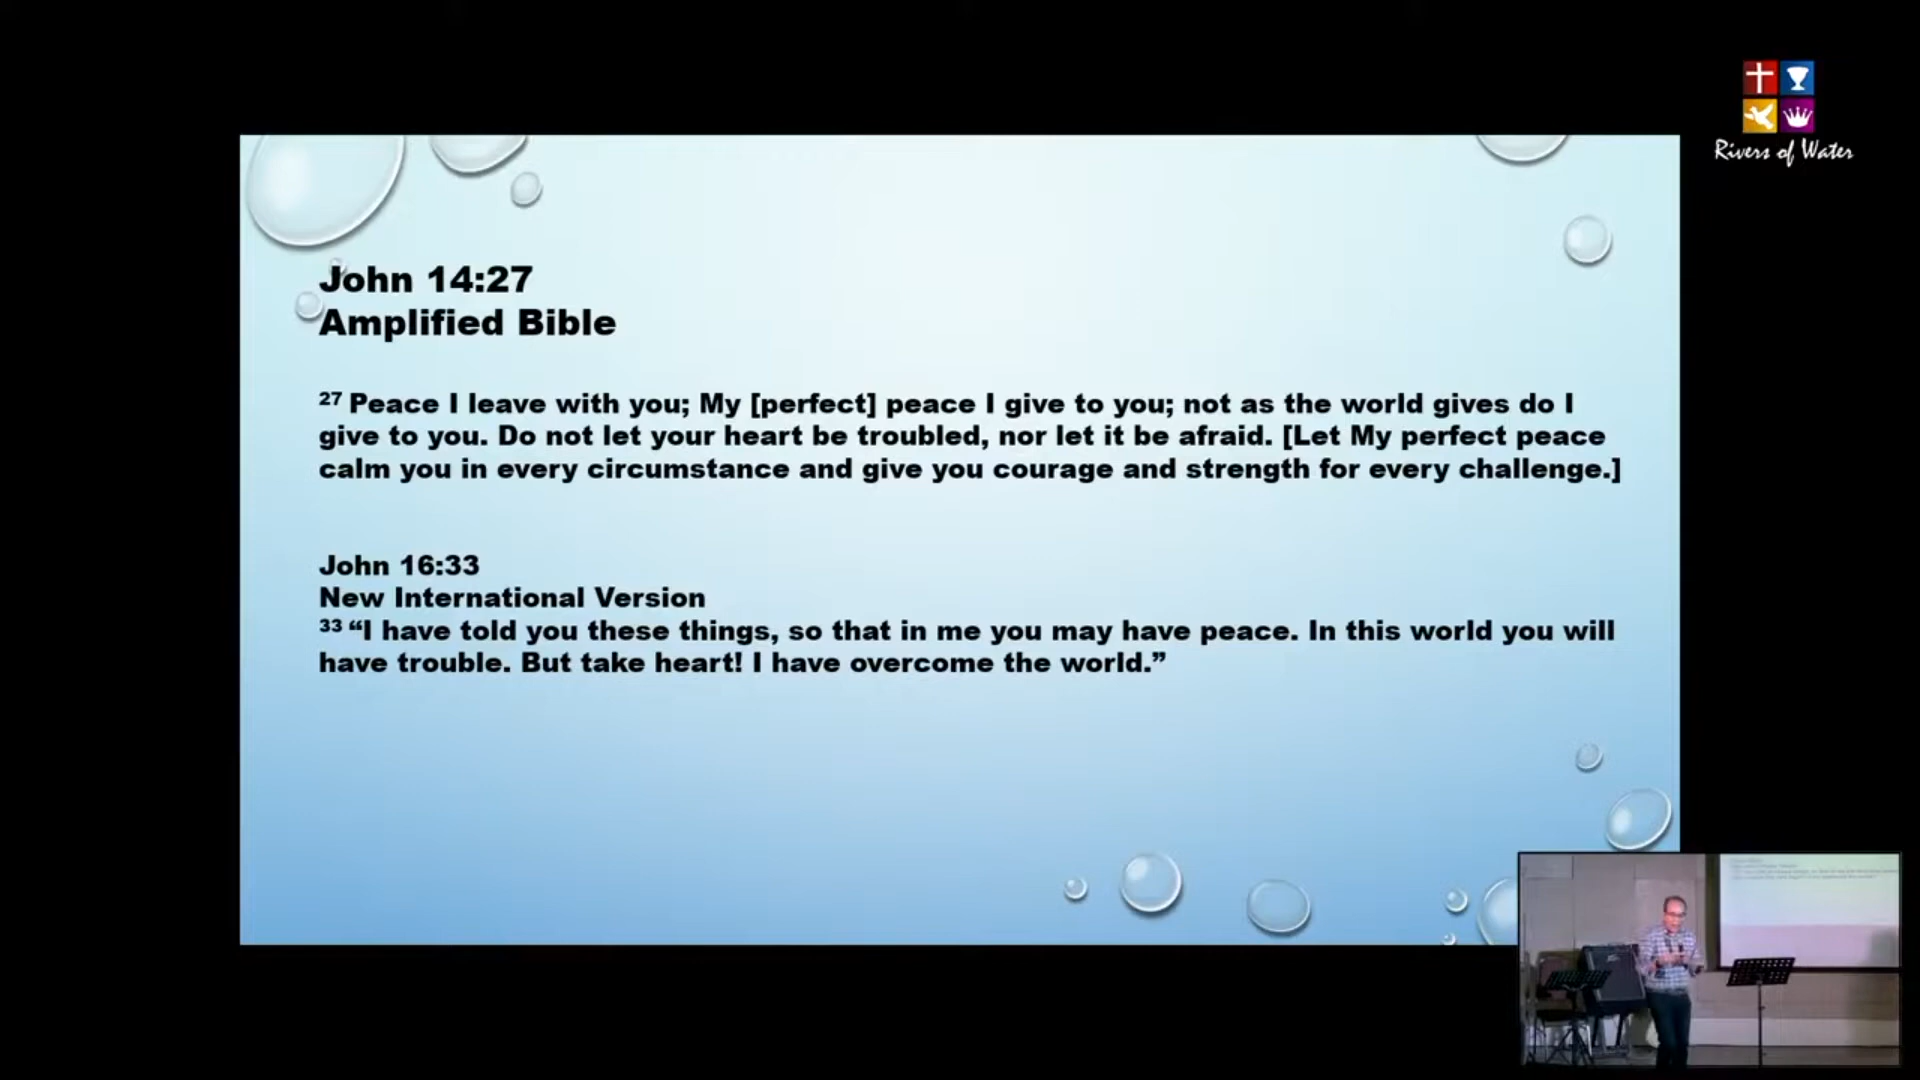 Rivers of Water
John 14:27
Amplified Bible
27 Peace I leave with you; My [perfect] peace I give to you; not as the world gives do I
give to you. Do not let your heart be troubled, nor let it be afraid. [Let My perfect peace
calm you in every circumstance and give you courage and strength for every challenge.]
John 16:33
New International Version
33 “I have told you these things, so that in me you may have peace. In this world you will
have trouble. But take heart! I have overcome the world.”